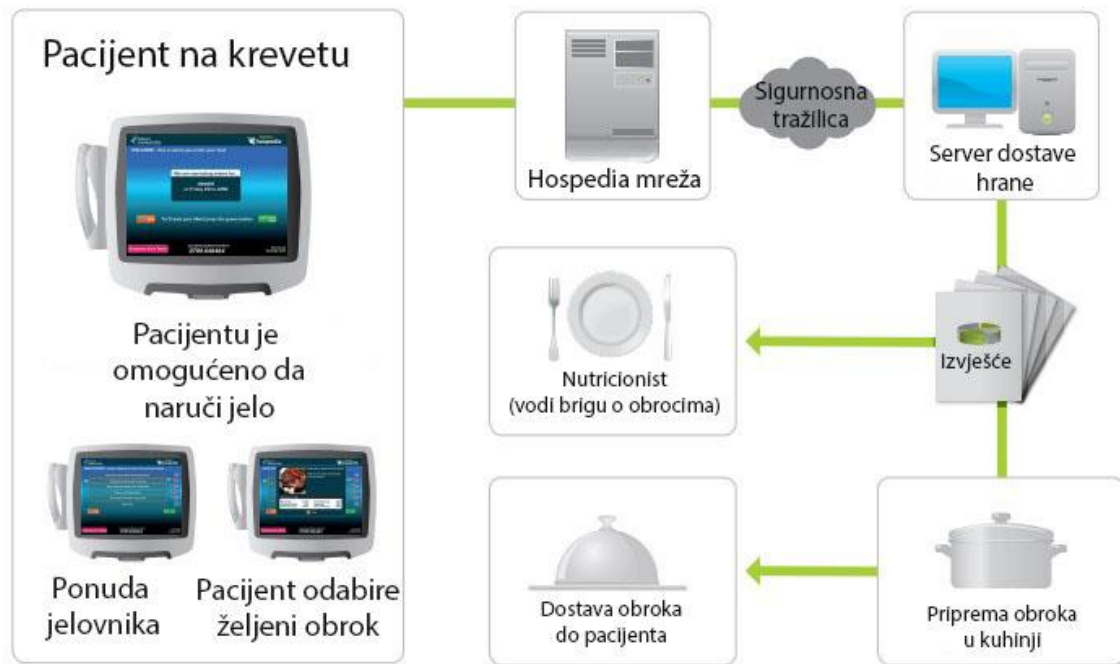 Pacijent na krevetu
Pacijentu je
omogućeno da
naruči jelo
Ponuda
jelovnika
Pacijent odabire
željeni obrok
Hospedia mreža
Sigurnosna
tražilica
Server dostave
hrane
Izvješće
Nutricionist
(vodi brigu o obrocima)
Priprema obroka
u kuhinji
Dostava obroka
do pacijenta